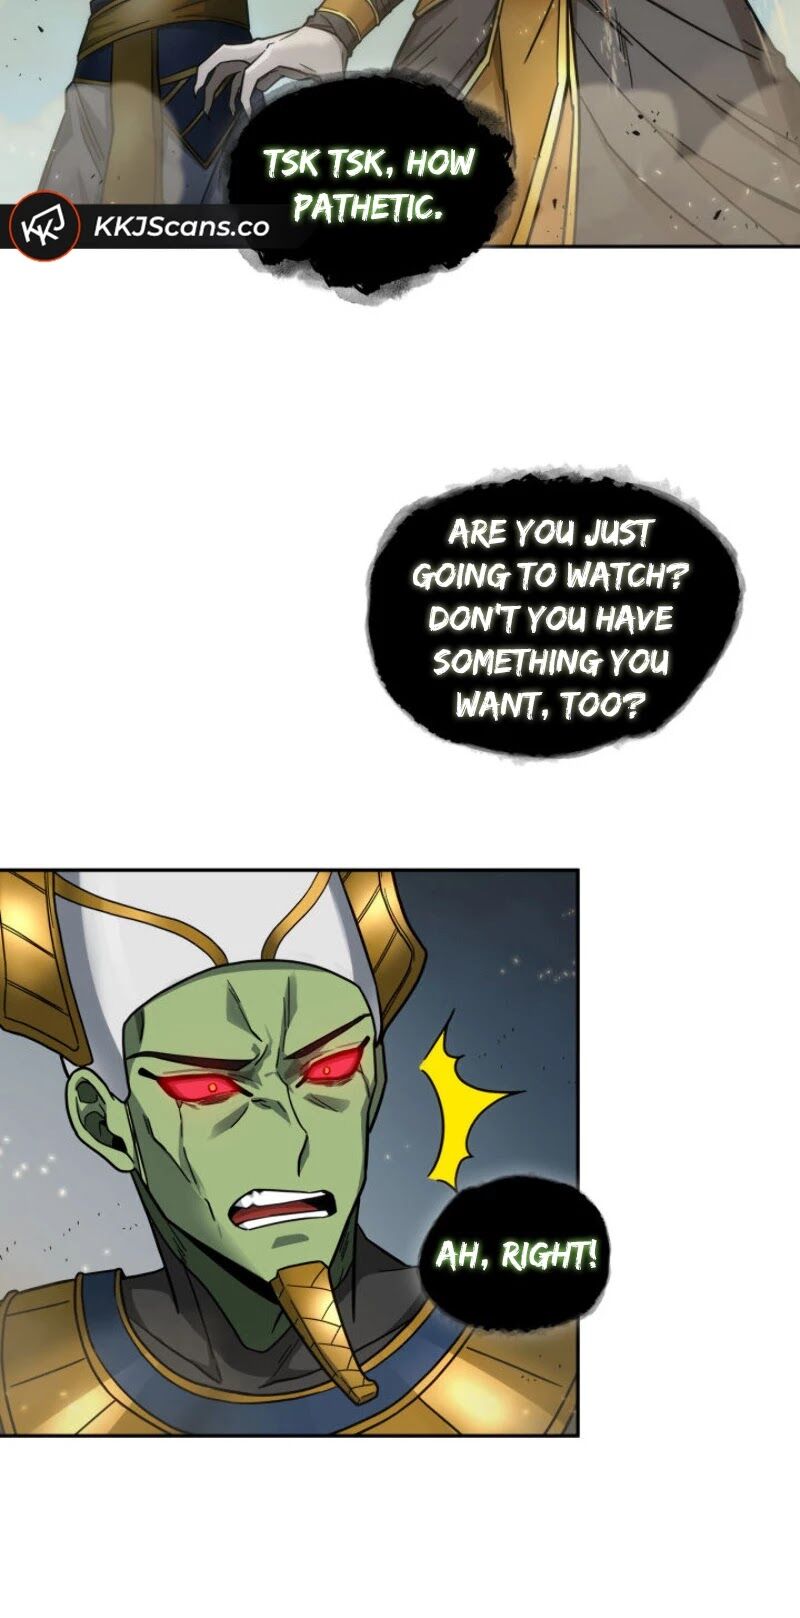 TSK TSK, HOW
PATHETIC.
KKJScans.co
ARE YOU JUST
GOING TO WATCH?
DON'T YOU HAVE
SOMETHING YOU
WANT, TOO?
AH, RIGHT!